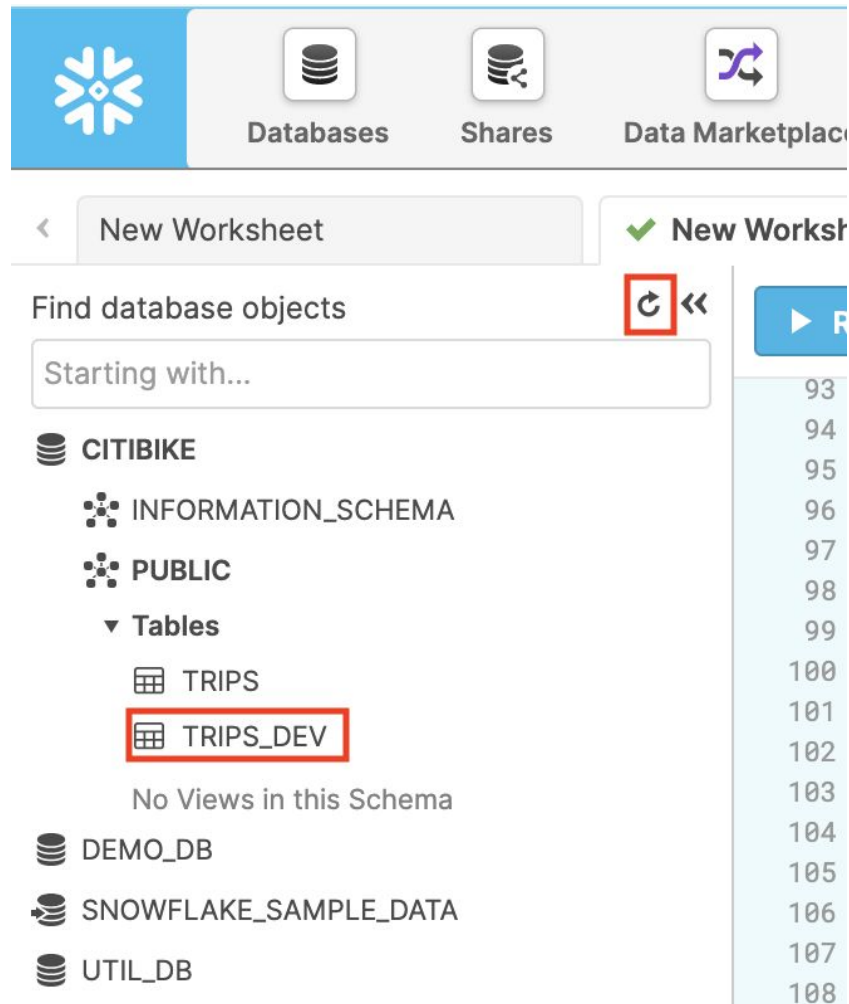 Databases Shares Data Marketplac
New Worksheet
New Worksh
Find database objects
Starting with...
CITIBIKE
INFORMATION_SCHEMA
PUBLIC
Tables
TRIPS
TRIPS_DEV
No Views in this Schema
DEMO_DB
SNOWFLAKE_SAMPLE_DATA
UTIL_DB
R
93
94
95
96
97
98
99
100
101
102
103
104
105
106
107
108